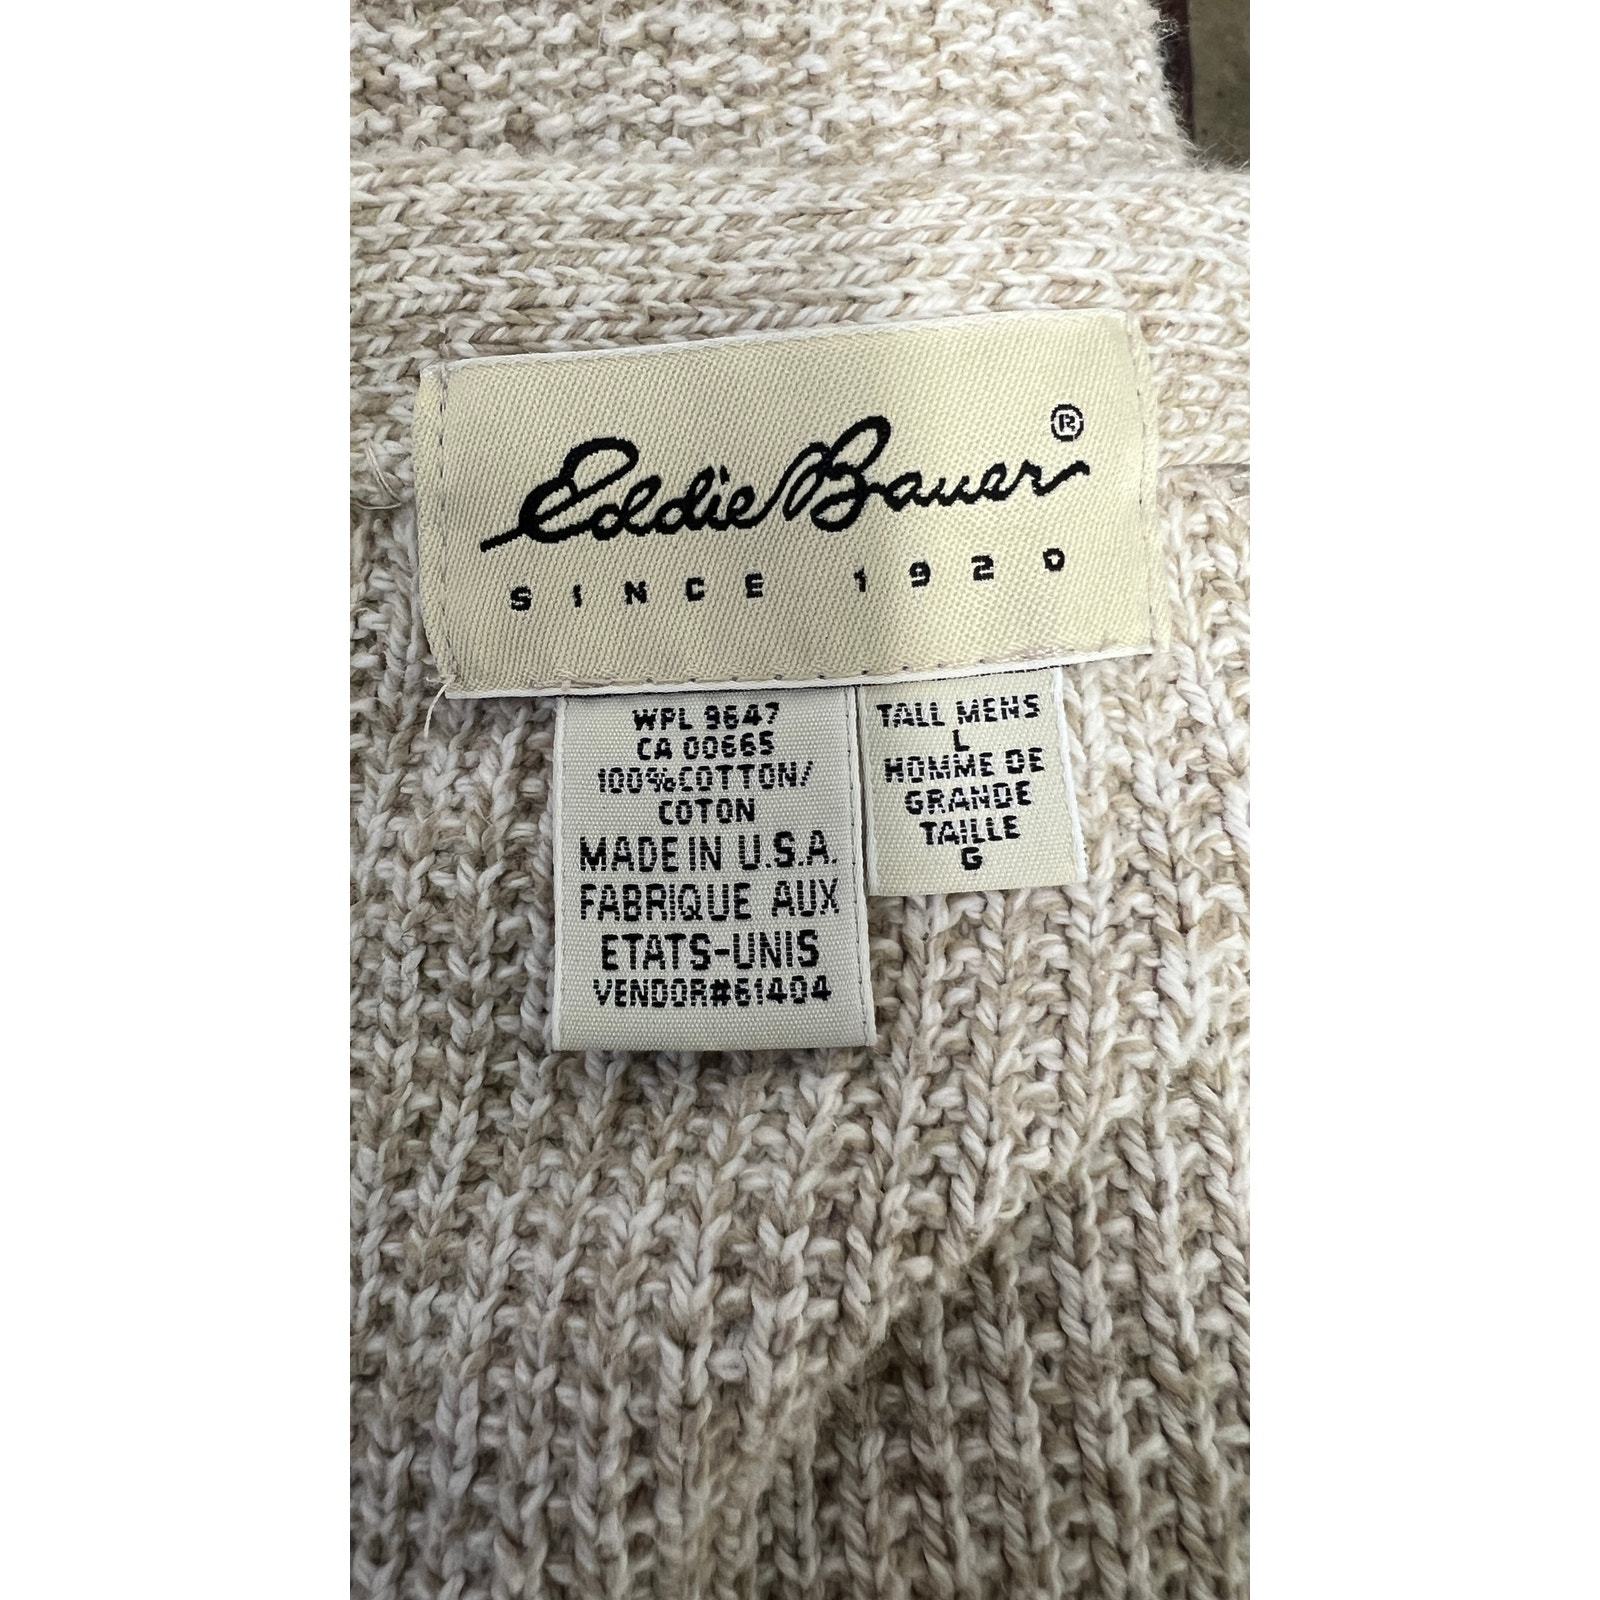 Eddie Bauer ®
SINCE 1920
WPL 9647
CA 00665
100% COTTON/
COTON
MADE IN U.S.A.
FABRIQUE AUX
ETATS-UNIS
VENDOR#61404
TALL MENS
L
HOMME DE
GRANDE
TAILLE
G